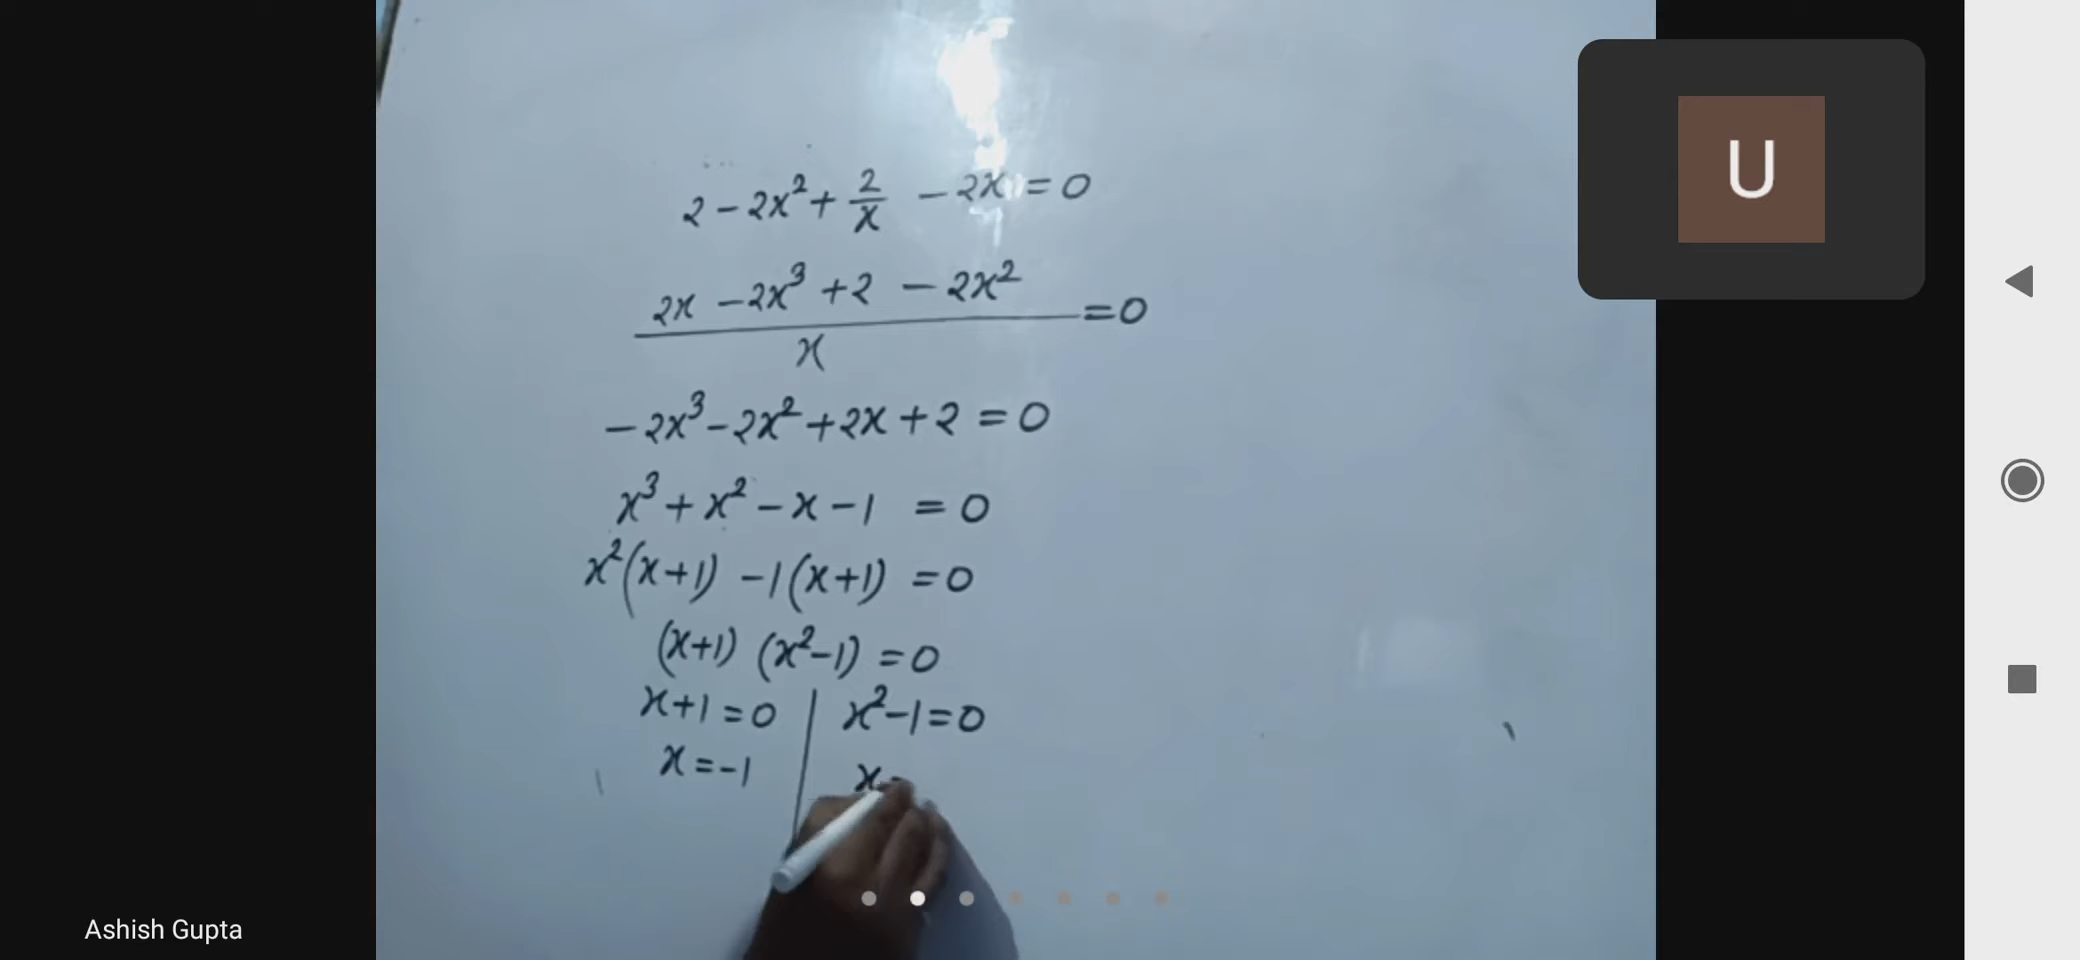 2 - 2x² + 2/x - 2x = 0
(2x - 2x³ + 2 - 2x²)/x = 0
-2x³ - 2x² + 2x + 2 = 0
x³ + x² - x - 1 = 0
x²(x+1) - 1(x+1) = 0
(x+1) (x²-1) = 0
x+1 = 0 | x²-1 = 0
x = -1 | x =
U
Ashish Gupta